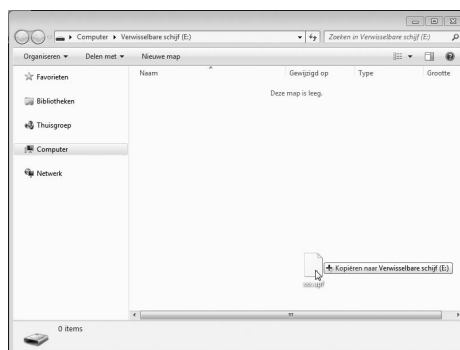 Computer ▸ Verwisselbare schijf (E:)
Zoeken in Verwisselbare schijf (E:)
Organiseren
Delen met
Nieuwe map
Naam
Gewijzigd op
Type
Grootte
Favorieten
Deze map is leeg.
Bibliotheken
Thuisgroep
Computer
Netwerk
Kopiëren naar Verwisselbare schijf (E:)
0 items